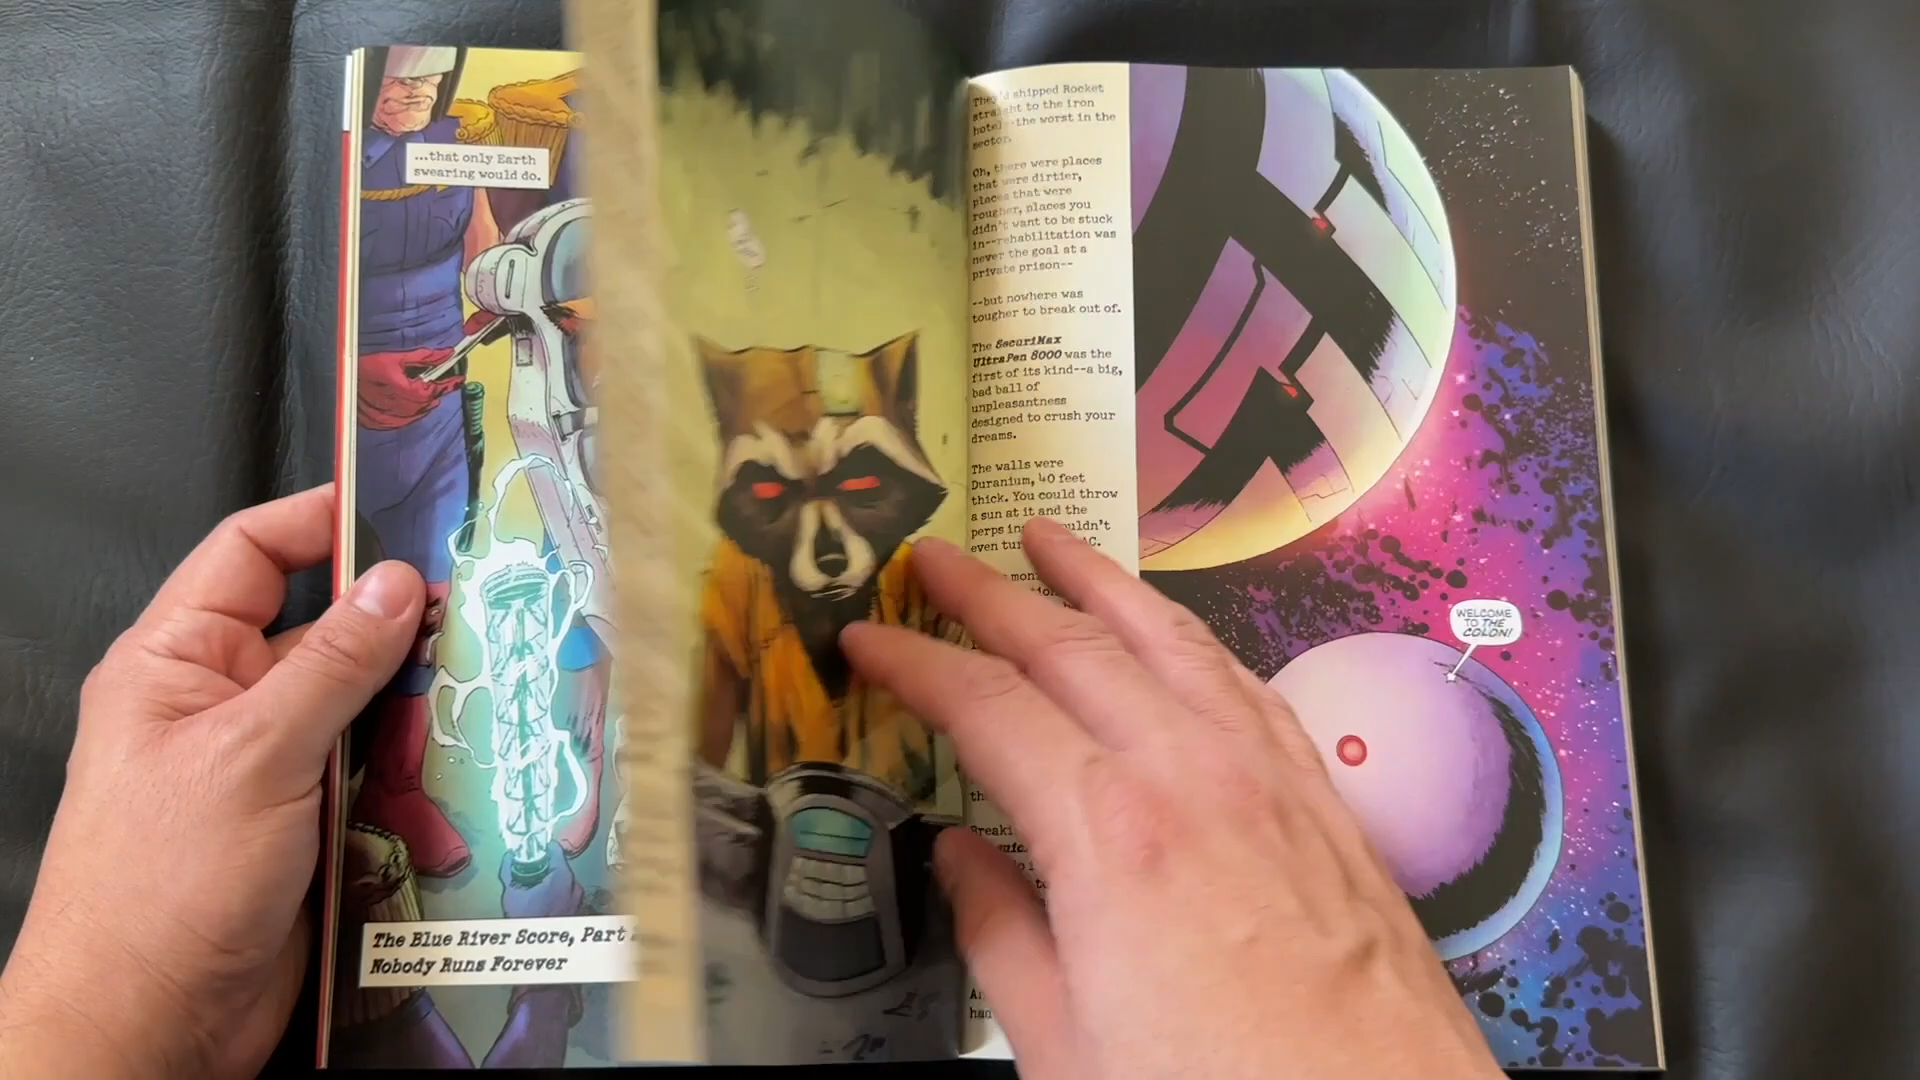 ...that only Earth
swearing would do.
The Blue River Score, Part
Nobody Runs Forever
They'd shipped Rocket
straight to the iron
hotel--the worst in the
sector.
Oh, there were places
that were dirtier,
places that were
rougher, places you
didn't want to be stuck
in--rehabilitation was
never the goal at a
private prison--
--but nowhere was
tougher to break out of.
The SecuriMax
UltraPen 8000 was the
first of its kind--a big,
bad ball of
unpleasantness
designed to crush your
dreams.
The walls were
Duranium, 40 feet
thick. You could throw
a sun at it and the
perps
even
WELCOME
TO THE
COLON!